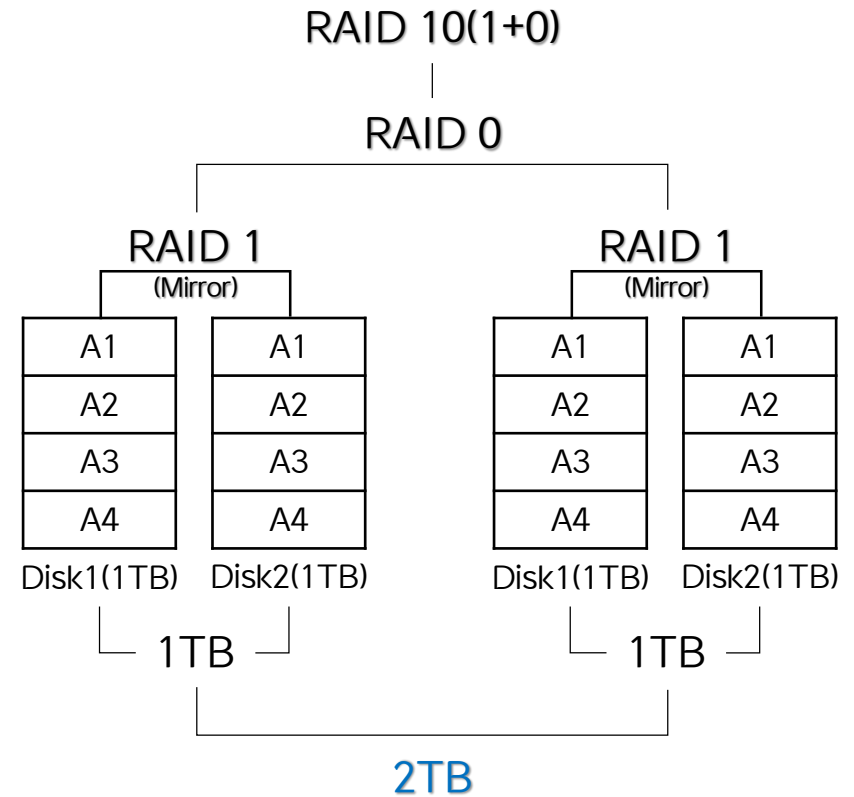 RAID 10(1+0)
RAID 0
RAID 1 RAID 1
(Mirror) (Mirror)
A1 A1 A1 A1
A2 A2 A2 A2
A3 A3 A3 A3
A4 A4 A4 A4
Disk1(1TB) Disk2(1TB) Disk1(1TB) Disk2(1TB)
1TB 1TB
2TB